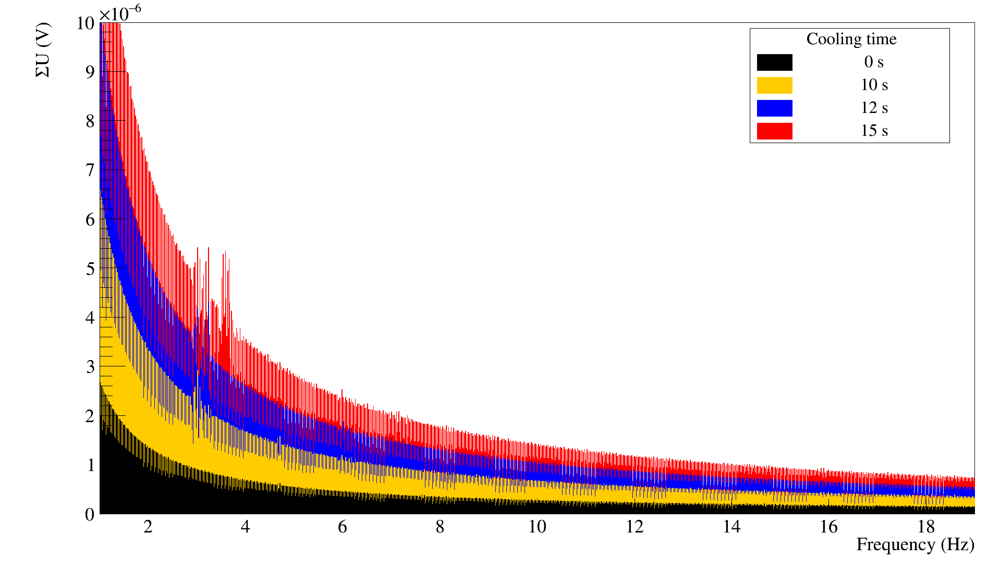 ×10⁻⁶
ΣU (V)
10
9
8
7
6
5
4
3
2
1
0
2 4 6 8 10 12 14 16 18
Frequency (Hz)
Cooling time
0 s
10 s
12 s
15 s